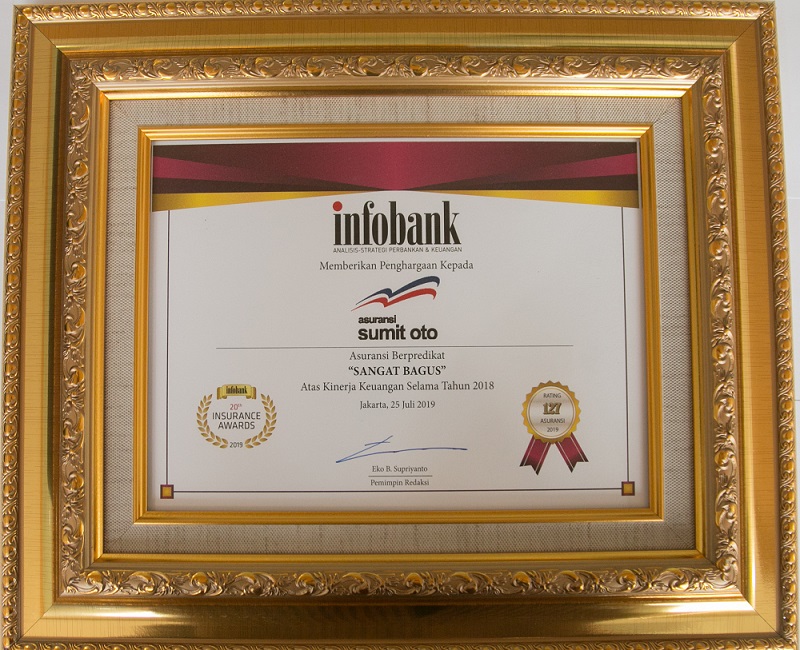 infobank
ANALISIS-STRATEGI PERBANKAN & KEUANGAN
Memberikan Penghargaan Kepada
asuransi
sumit oto
Asuransi Berpredikat
“SANGAT BAGUS”
Atas Kinerja Keuangan Selama Tahun 2018
Jakarta, 25 Juli 2019
infobank
20th
INSURANCE
AWARDS
2019
RATING
127
ASURANSI
2019
Eko B. Supriyanto
Pemimpin Redaksi